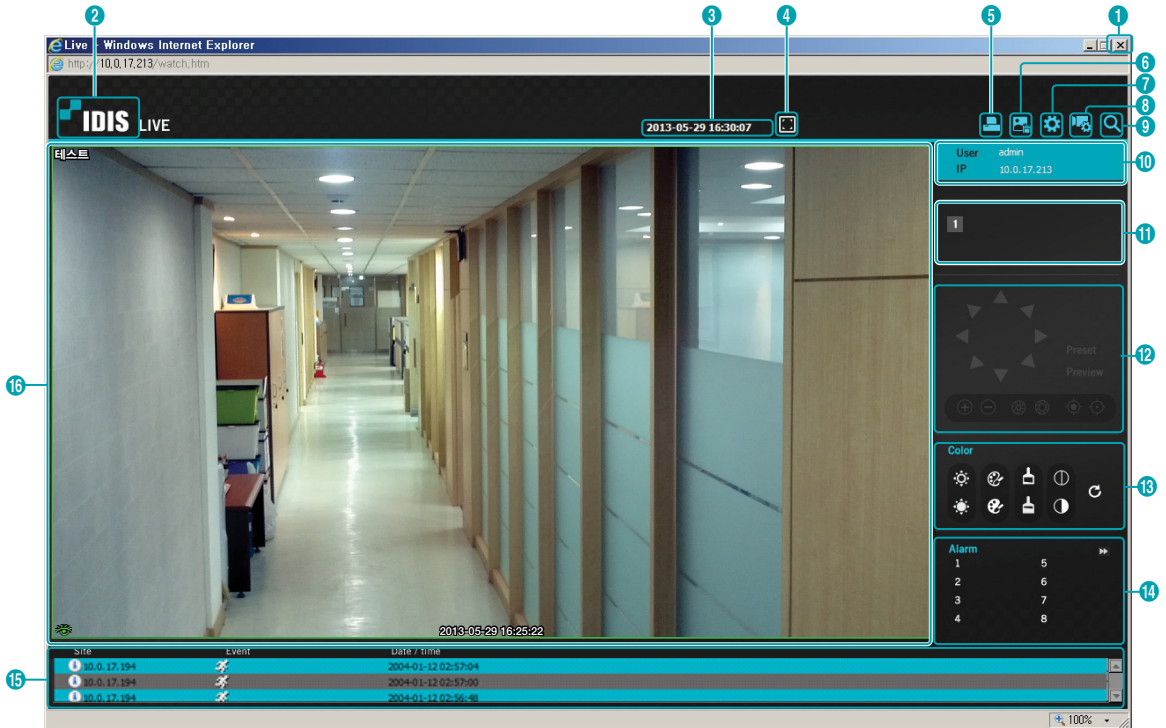 2 3 4 5 1
Live - Windows Internet Explorer
http://10.0.17.213/watch.htm
6
7
8
9
IDIS LIVE
2013-05-29 16:30:07
테스트
User admin
IP 10.0.17.213
10
1
11
Preset
Preview
12
16
Color
13
Alarm
1 5
2 6
3 7
4 8
14
2013-05-29 16:25:22
Site Event Date / time
10.0.17.194 2004-01-12 02:57:04
10.0.17.194 2004-01-12 02:57:00
10.0.17.194 2004-01-12 02:56:48
15
100%